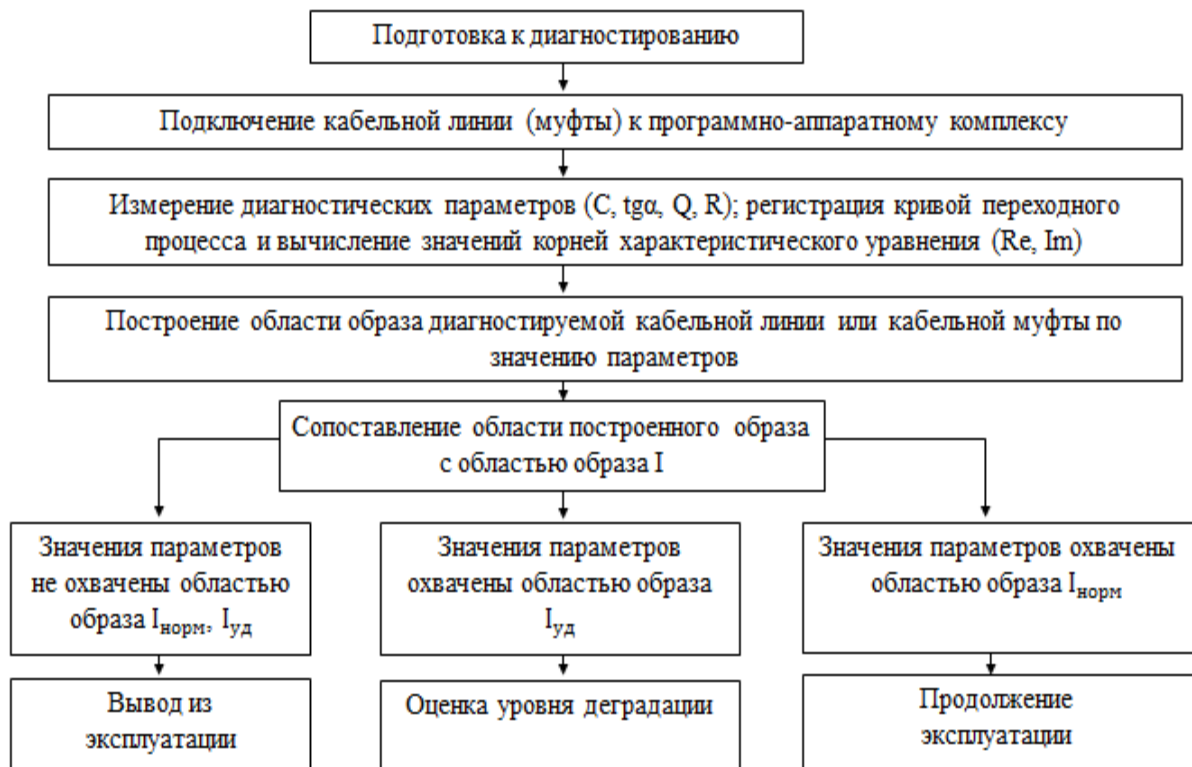 Подготовка к диагностированию
Подключение кабельной линии (муфты) к программно-аппаратному комплексу
Измерение диагностических параметров (C, tgα, Q, R); регистрация кривой переходного
процесса и вычисление значений корней характеристического уравнения (Re, Im)
Построение области образа диагностируемой кабельной линии или кабельной муфты по
значению параметров
Сопоставление области построенного образа
с областью образа I
Значения параметров
не охвачены областью
образа Iнорм, Iуд
Значения параметров
охвачены областью образа
Iуд
Значения параметров охвачены
областью образа Iнорм
Вывод из
эксплуатации
Оценка уровня деградации
Продолжение
эксплуатации